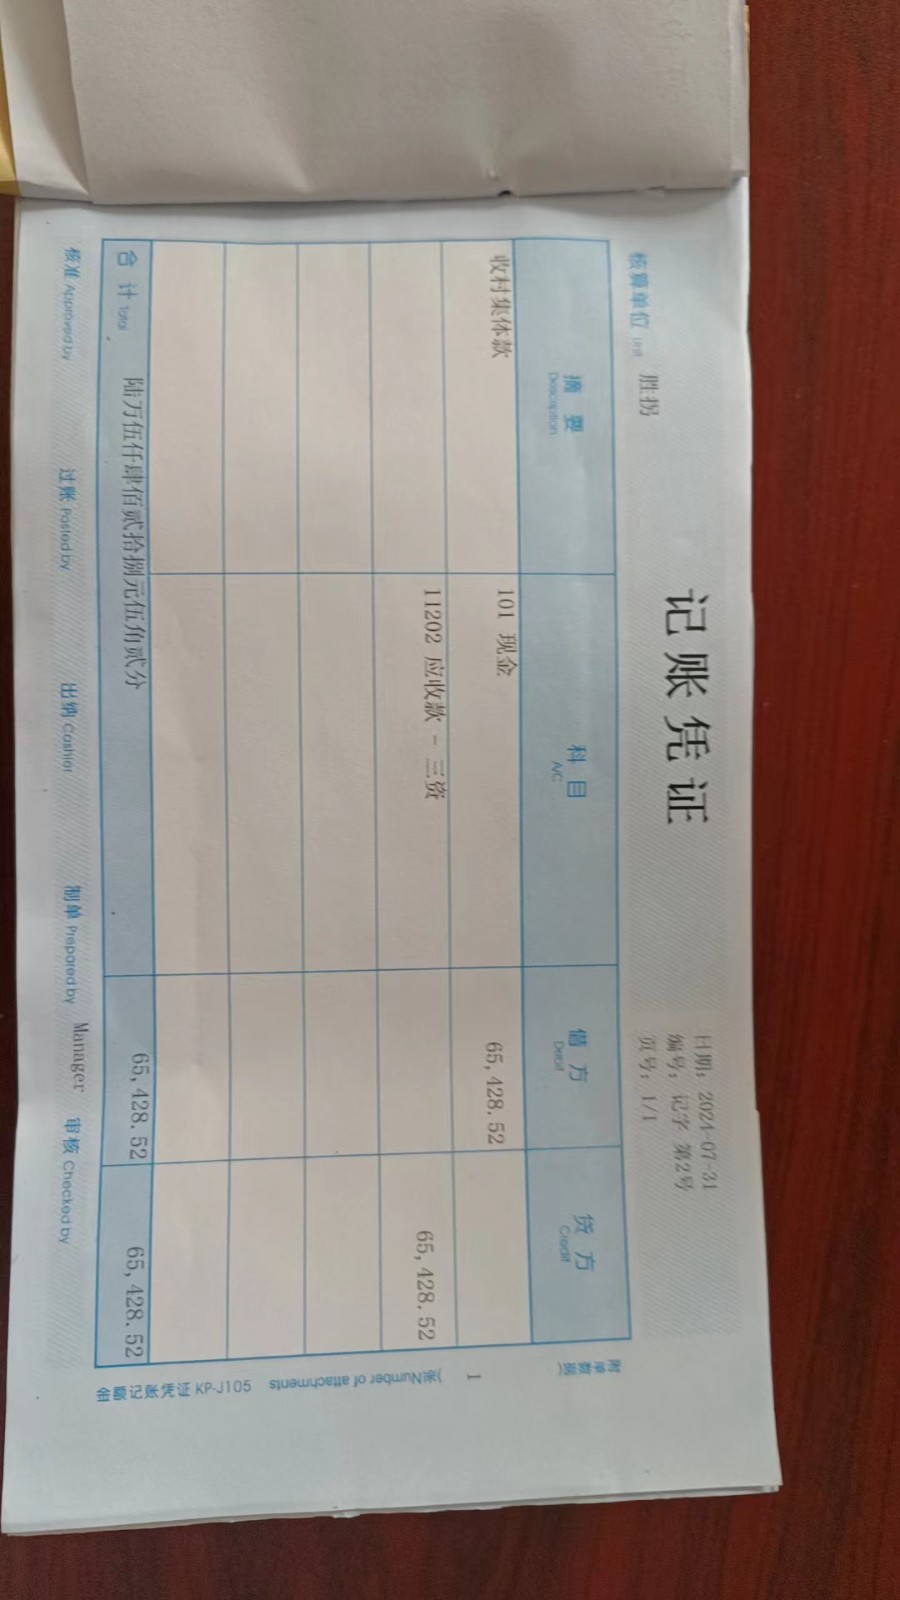 记账凭证
日期: 2024-07-31
编号: 记字 第2号
核算单位 Unit 胜拐
页号: 1/1
摘要 Description 科目 A/C 借方 Debit 贷方 Credit
收村集体款 101 现金 65,428.52
11202 应收款 - 三资 65,428.52
合计 Total 陆万伍仟肆佰贰拾捌元伍角贰分 65,428.52 65,428.52
核准 Approved by 过账 Posted by 出纳 Cashier 制单 Prepared by Manager 审核 Checked by
附单数据 1 张(Number of attachments)
金额记账凭证 KP-J105